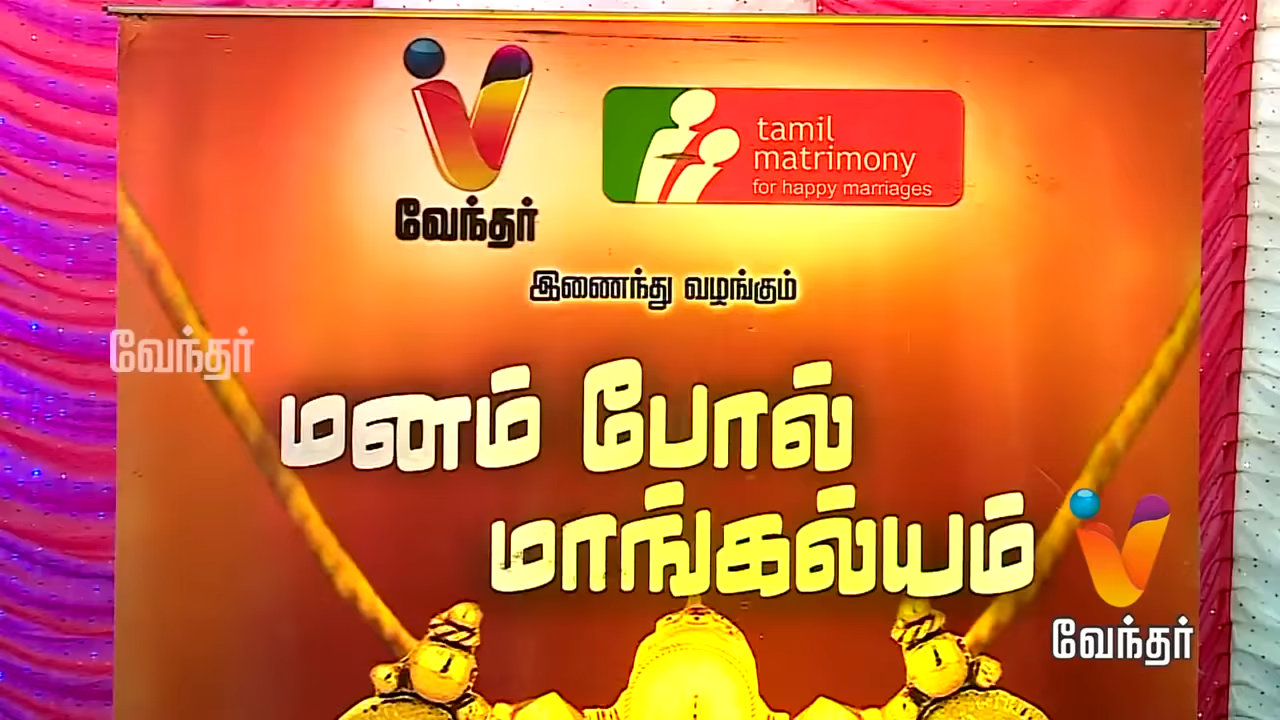 tamil
matrimony
for happy marriages
வேந்தர்
இணைந்து வழங்கும்
வேந்தர்
மனம் போல்
மாங்கல்யம்
வேந்தர்